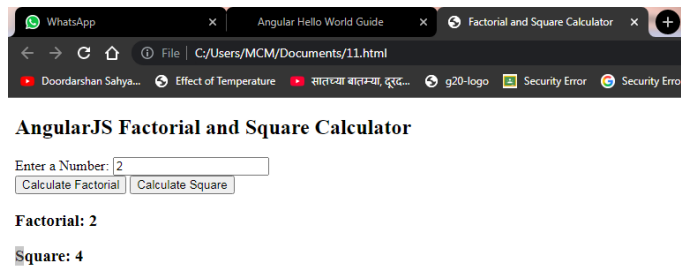 WhatsApp
Angular Hello World Guide
Factorial and Square Calculator
File | C:/Users/MCM/Documents/11.html
Doordarshan Sahya...
Effect of Temperature
सातच्या बातम्या, दूरद...
g20-logo
Security Error
Security Erro
AngularJS Factorial and Square Calculator
Enter a Number: 2
Calculate Factorial Calculate Square
Factorial: 2
Square: 4